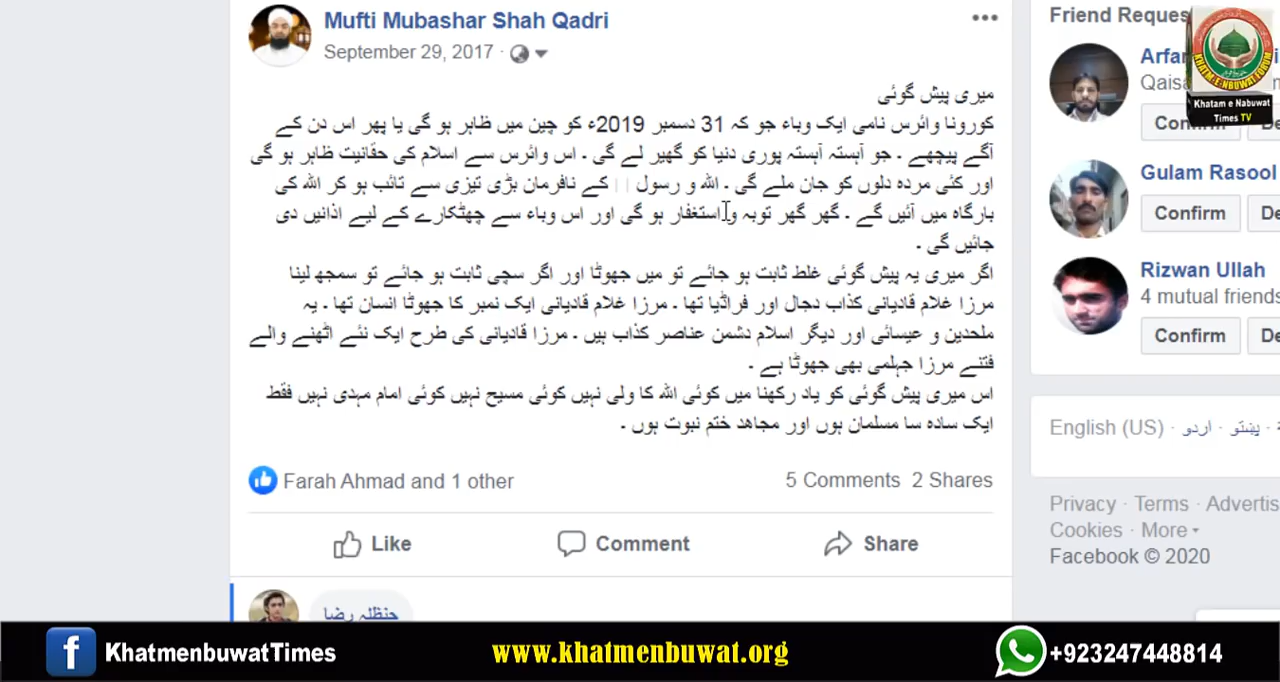 Mufti Mubashar Shah Qadri
September 29, 2017
میری پیش گوئی
کورونا وائرس نامی ایک وباء جو کہ 31 دسمبر 2019ء کو چین میں ظاہر ہو گی یا پھر اس دن کے
آگے پیچھے ۔ جو آہستہ آہستہ پوری دنیا کو گھیر لے گی ۔ اس وائرس سے اسلام کی حقانیت ظاہر ہو گی
اور کئی مردہ دلوں کو جان ملے گی ۔ اللہ و رسول کے نافرمان بڑی تیزی سے تائب ہو کر اللہ کی
بارگاہ میں آئیں گے ۔ گھر گھر توبہ و استغفار ہو گی اور اس وباء سے چھٹکارے کے لیے اذانیں دی
جائیں گی ۔
اگر میری یہ پیش گوئی غلط ثابت ہو جائے تو میں جھوٹا اور اگر سچی ثابت ہو جائے تو سمجھ لینا
مرزا غلام قادیانی کذاب دجال اور فراڈیا تھا ۔ مرزا غلام قادیانی ایک نمبر کا جھوٹا انسان تھا ۔ یہ
ملحدین و عیسائی اور دیگر اسلام دشمن عناصر کذاب ہیں ۔ مرزا قادیانی کی طرح ایک نئے اٹھنے والے
فتنے مرزا جہلمی بھی جھوٹا ہے ۔
اس میری پیش گوئی کو یاد رکھنا میں کوئی اللہ کا ولی نہیں کوئی مسیح نہیں کوئی امام مہدی نہیں فقط
ایک سادہ سا مسلمان ہوں اور مجاھد ختم نبوت ہوں ۔
Farah Ahmad and 1 other
5 Comments 2 Shares
Like Comment Share
حنظلہ رضا
Friend Reques
KHATM-E-NUBUWAT FORUM
Khatam e Nabuwat
Times TV
Arfa
Qais
Confirm
Gulam Rasool
Confirm De
Rizwan Ullah
4 mutual friends
Confirm De
English (US) · اردو · پښتو ·
Privacy · Terms · Advertis
Cookies · More
Facebook © 2020
KhatmenbuwatTimes
www.khatmenbuwat.org
+923247448814